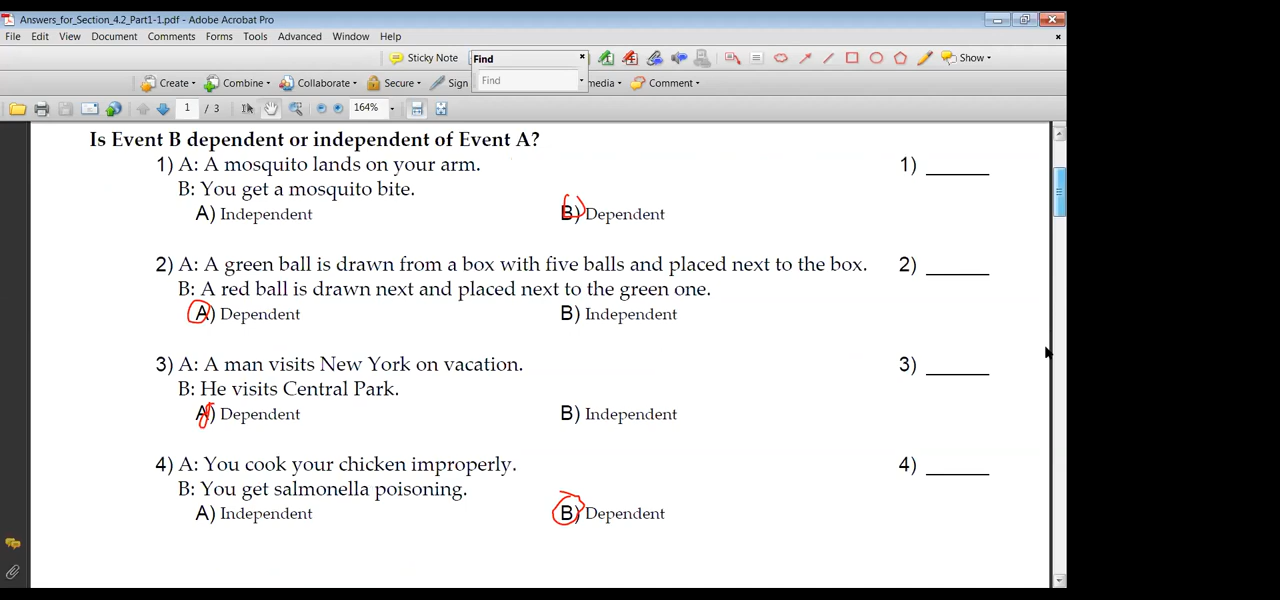 Answers_for_Section_4.2_Part1-1.pdf - Adobe Acrobat Pro
File Edit View Document Comments Forms Tools Advanced Window Help
Sticky Note Find Show
Create Combine Collaborate Secure Sign Find media Comment
1 / 3 164%
Is Event B dependent or independent of Event A?
1) A: A mosquito lands on your arm. 1) ______
B: You get a mosquito bite.
A) Independent B) Dependent
2) A: A green ball is drawn from a box with five balls and placed next to the box. 2) ______
B: A red ball is drawn next and placed next to the green one.
A) Dependent B) Independent
3) A: A man visits New York on vacation. 3) ______
B: He visits Central Park.
A) Dependent B) Independent
4) A: You cook your chicken improperly. 4) ______
B: You get salmonella poisoning.
A) Independent B) Dependent